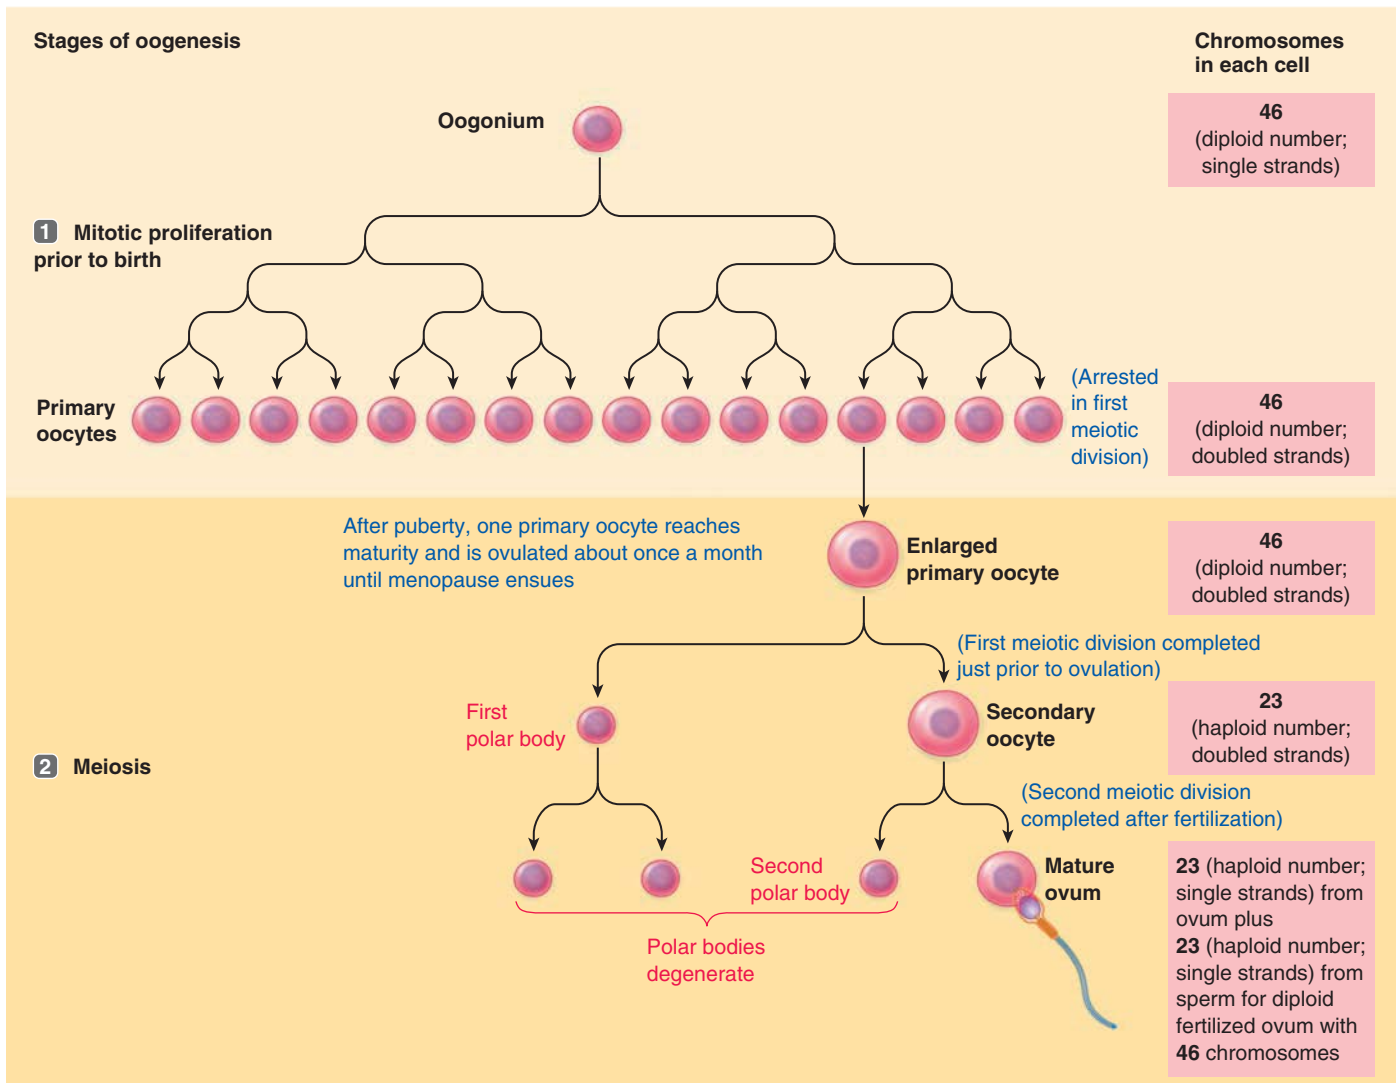 Stages of oogenesis
Chromosomes
in each cell
Oogonium
46
(diploid number;
single strands)
1 Mitotic proliferation
prior to birth
Primary
oocytes
(Arrested
in first
meiotic
division)
46
(diploid number;
doubled strands)
After puberty, one primary oocyte reaches
maturity and is ovulated about once a month
until menopause ensues
Enlarged
primary oocyte
46
(diploid number;
doubled strands)
(First meiotic division completed
just prior to ovulation)
First
polar body
Secondary
oocyte
23
(haploid number;
doubled strands)
2 Meiosis
(Second meiotic division
completed after fertilization)
Second
polar body
Mature
ovum
23 (haploid number;
single strands) from
ovum plus
23 (haploid number;
single strands) from
sperm for diploid
fertilized ovum with
46 chromosomes
Polar bodies
degenerate